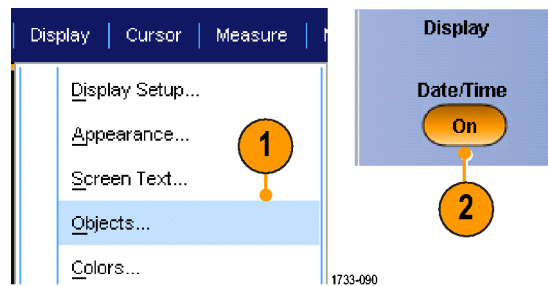 Display | Cursor | Measure |
Display Setup...
Appearance...
Screen Text...
Objects...
Colors...
1
Display
Date/Time
On
2
1733-090